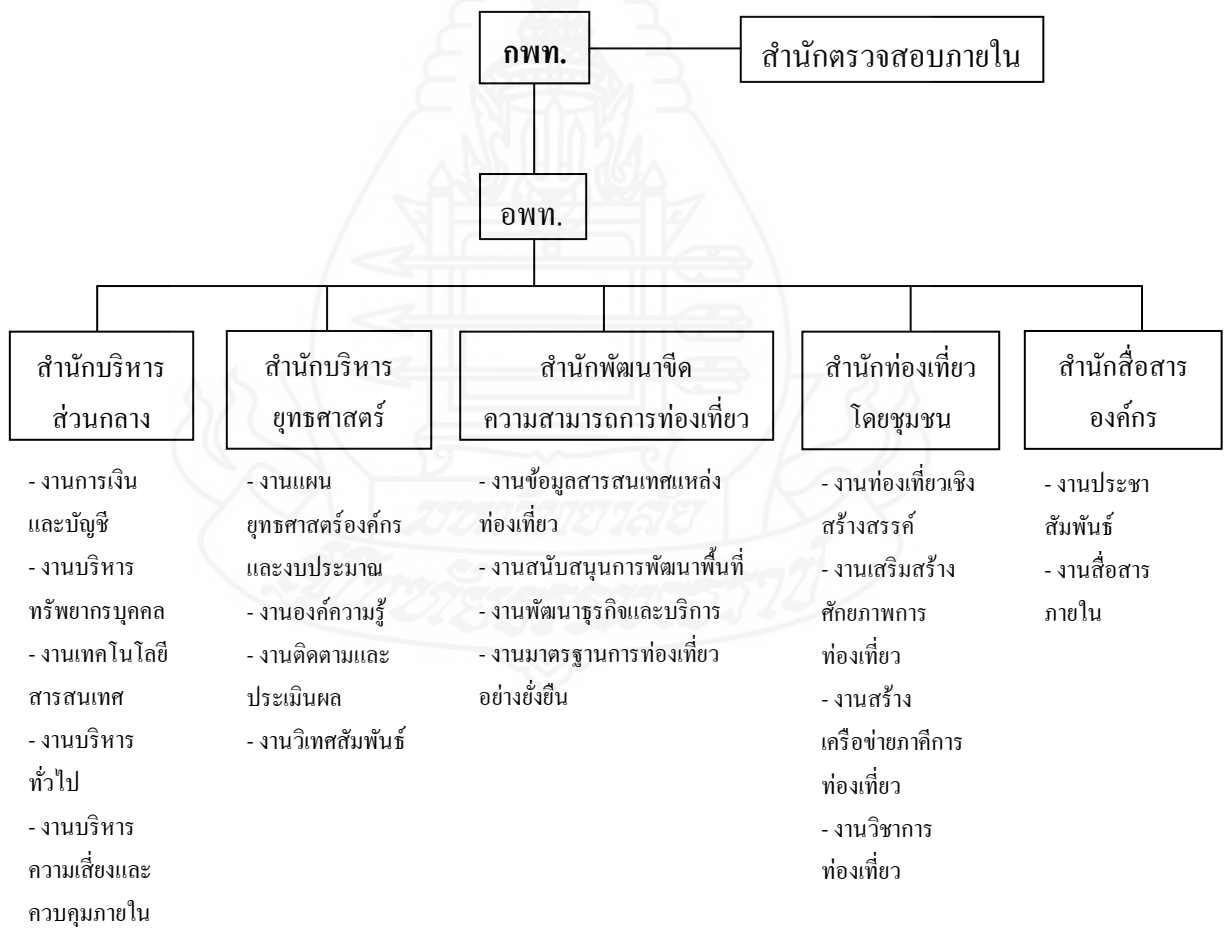 กพท.
สำนักตรวจสอบภายใน
อพท.
สำนักบริหาร
ส่วนกลาง
- งานการเงิน
และบัญชี
- งานบริหาร
ทรัพยากรบุคคล
- งานเทคโนโลยี
สารสนเทศ
- งานบริหาร
ทั่วไป
- งานบริหาร
ความเสี่ยงและ
ควบคุมภายใน
สำนักบริหาร
ยุทธศาสตร์
- งานแผน
ยุทธศาสตร์องค์กร
และงบประมาณ
- งานองค์ความรู้
- งานติดตามและ
ประเมินผล
- งานวิเทศสัมพันธ์
สำนักพัฒนาขีด
ความสามารถการท่องเที่ยว
- งานข้อมูลสารสนเทศแหล่ง
ท่องเที่ยว
- งานสนับสนุนการพัฒนาพื้นที่
- งานพัฒนาธุรกิจและบริการ
- งานมาตรฐานการท่องเที่ยว
อย่างยั่งยืน
สำนักท่องเที่ยว
โดยชุมชน
- งานท่องเที่ยวเชิง
สร้างสรรค์
- งานเสริมสร้าง
ศักยภาพการ
ท่องเที่ยว
- งานสร้าง
เครือข่ายภาคีการ
ท่องเที่ยว
- งานวิชาการ
ท่องเที่ยว
สำนักสื่อสาร
องค์กร
- งานประชา
สัมพันธ์
- งานสื่อสาร
ภายใน